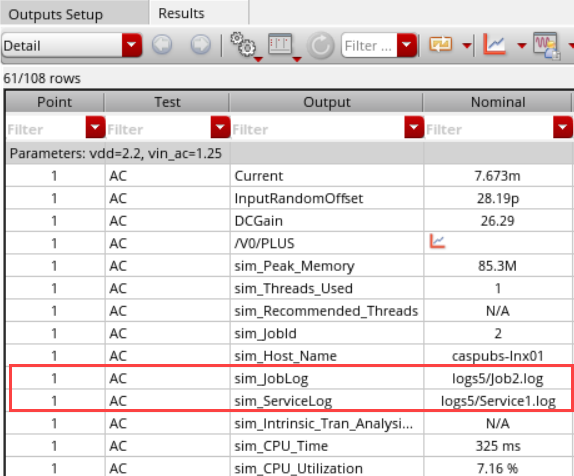 Outputs Setup Results
Detail Filter ...
61/108 rows
Point Test Output Nominal
Filter Filter Filter Filter
Parameters: vdd=2.2, vin_ac=1.25
1 AC Current 7.673m
1 AC InputRandomOffset 28.19p
1 AC DCGain 26.29
1 AC /V0/PLUS
1 AC sim_Peak_Memory 85.3M
1 AC sim_Threads_Used 1
1 AC sim_Recommended_Threads N/A
1 AC sim_JobId 2
1 AC sim_Host_Name caspubs-lnx01
1 AC sim_JobLog logs5/Job2.log
1 AC sim_ServiceLog logs5/Service1.log
1 AC sim_Intrinsic_Tran_Analysi... N/A
1 AC sim_CPU_Time 325 ms
1 AC sim_CPU_Utilization 7.16 %